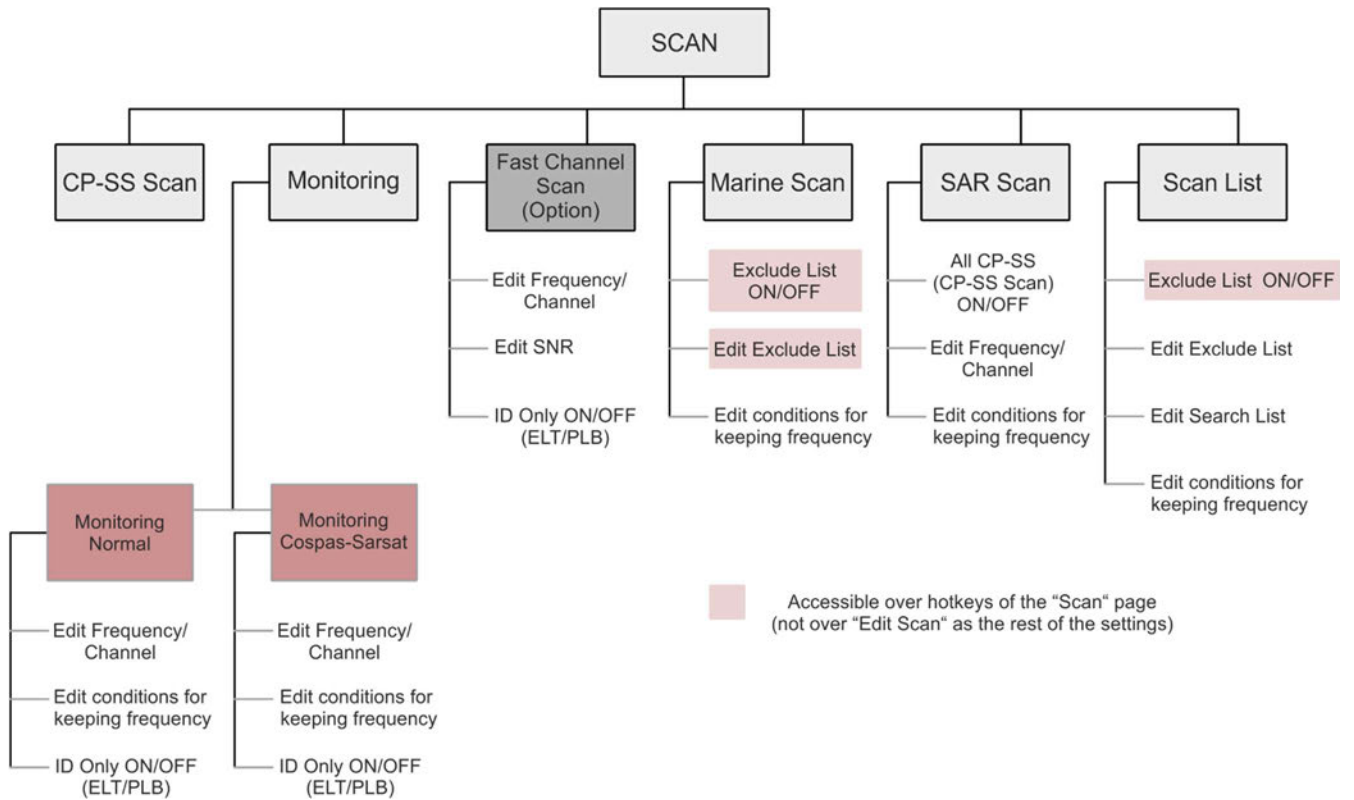 SCAN
CP-SS Scan
Monitoring
Fast Channel
Scan
(Option)
Marine Scan
SAR Scan
Scan List
Edit Frequency/
Channel
Edit SNR
ID Only ON/OFF
(ELT/PLB)
Exclude List
ON/OFF
Edit Exclude List
Edit conditions for
keeping frequency
All CP-SS
(CP-SS Scan)
ON/OFF
Edit Frequency/
Channel
Edit conditions for
keeping frequency
Exclude List ON/OFF
Edit Exclude List
Edit Search List
Edit conditions for
keeping frequency
Monitoring
Normal
Edit Frequency/
Channel
Edit conditions for
keeping frequency
ID Only ON/OFF
(ELT/PLB)
Monitoring
Cospas-Sarsat
Edit Frequency/
Channel
Edit conditions for
keeping frequency
ID Only ON/OFF
(ELT/PLB)
Accessible over hotkeys of the “Scan“ page
(not over “Edit Scan“ as the rest of the settings)